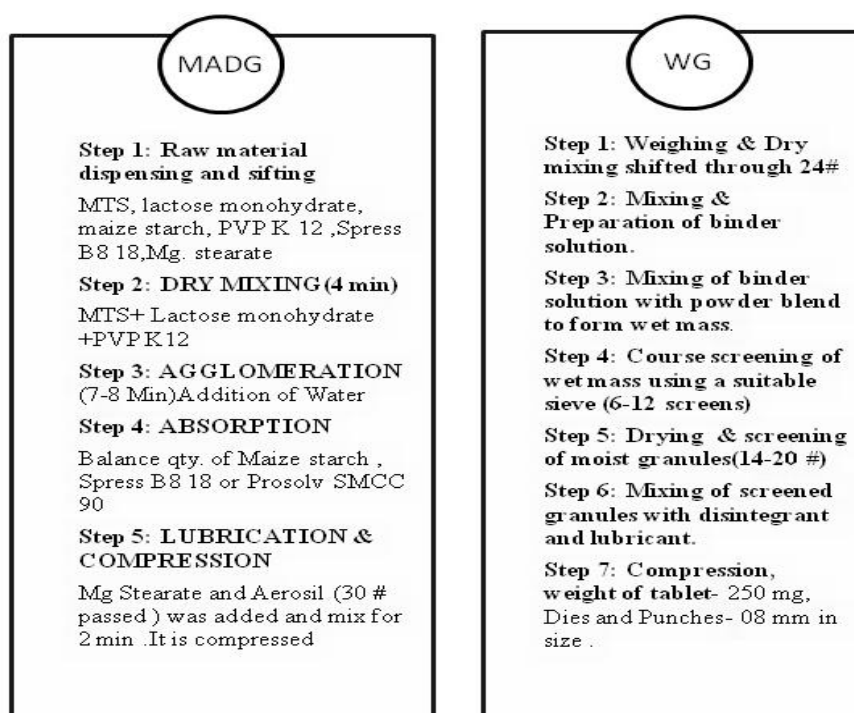 MADG
Step 1: Raw material
dispensing and sifting
MTS, lactose monohydrate,
maize starch, PVP K 12 ,Spress
B8 18,Mg. stearate
Step 2: DRY MIXING(4 min)
MTS+ Lactose monohydrate
+PVP K12
Step 3: AGGLOMERATION
(7-8 Min)Addition of Water
Step 4: ABSORPTION
Balance qty. of Maize starch ,
Spress B8 18 or Prosolv SMCC
90
Step 5: LUBRICATION &
COMPRESSION
Mg Stearate and Aerosil (30 #
passed ) was added and mix for
2 min .It is compressed
WG
Step 1: Weighing & Dry
mixing shifted through 24#
Step 2: Mixing &
Preparation of binder
solution.
Step 3: Mixing of binder
solution with powder blend
to form wet mass.
Step 4: Course screening of
wet mass using a suitable
sieve (6-12 screens)
Step 5: Drying & screening
of moist granules(14-20 #)
Step 6: Mixing of screened
granules with disintegrant
and lubricant.
Step 7: Compression,
weight of tablet- 250 mg,
Dies and Punches- 08 mm in
size .